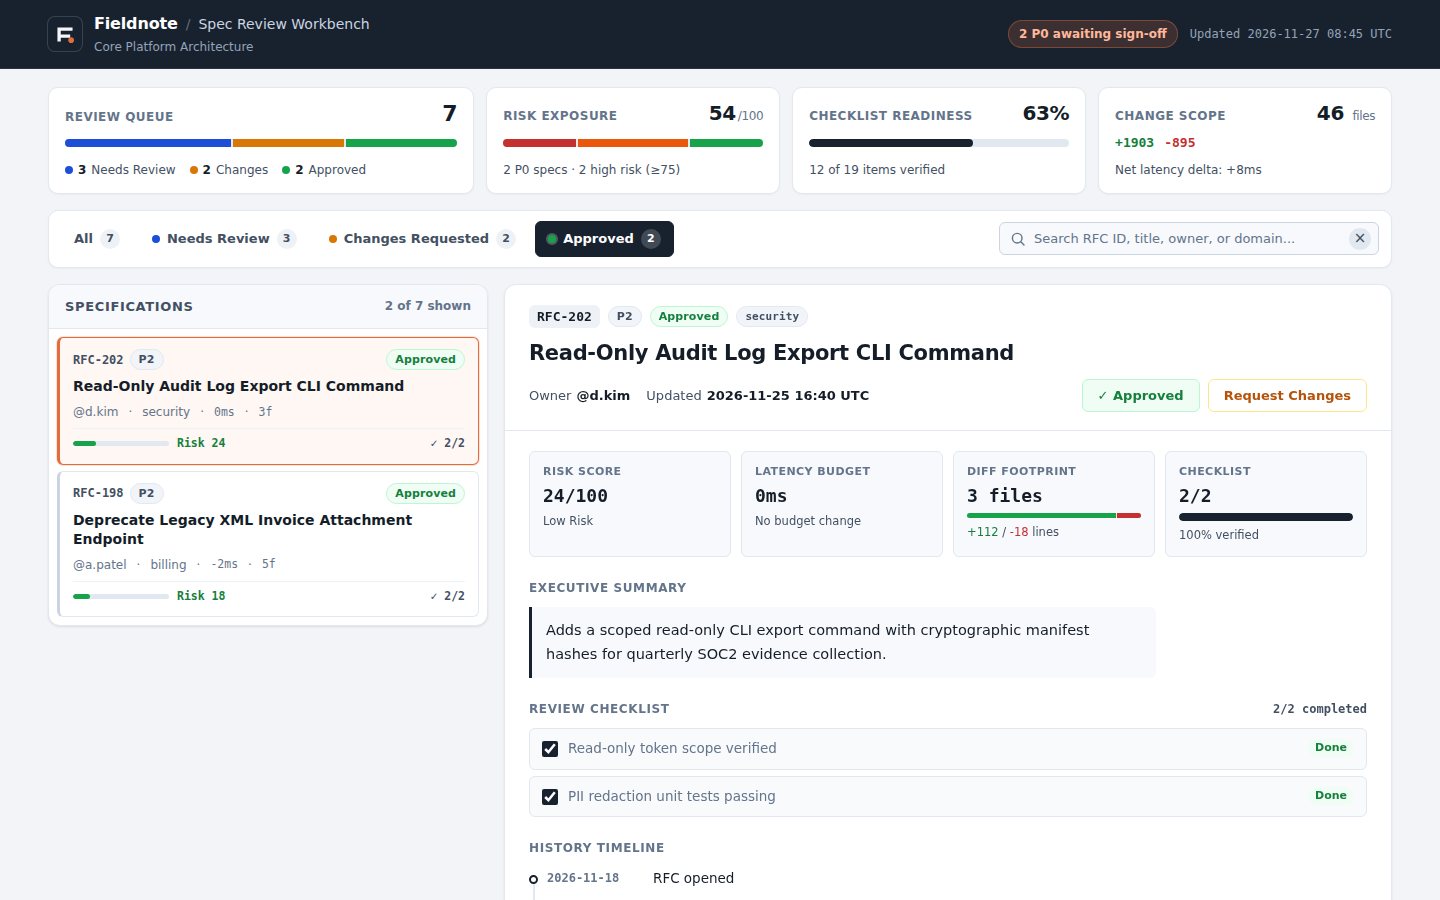 Fieldnote / Spec Review Workbench
Core Platform Architecture
2 P0 awaiting sign-off
Updated 2026-11-27 08:45 UTC
REVIEW QUEUE 7
3 Needs Review 2 Changes 2 Approved
RISK EXPOSURE 54/100
2 P0 specs · 2 high risk (≥75)
CHECKLIST READINESS 63%
12 of 19 items verified
CHANGE SCOPE 46 files
+1903 -895
Net latency delta: +8ms
All 7 Needs Review 3 Changes Requested 2 Approved 2
Search RFC ID, title, owner, or domain... ×
SPECIFICATIONS 2 of 7 shown
RFC-202 P2 Approved
Read-Only Audit Log Export CLI Command
@d.kim · security · 0ms · 3f
Risk 24 ✓ 2/2
RFC-198 P2 Approved
Deprecate Legacy XML Invoice Attachment
Endpoint
@a.patel · billing · -2ms · 5f
Risk 18 ✓ 2/2
RFC-202 P2 Approved security
Read-Only Audit Log Export CLI Command
Owner @d.kim Updated 2026-11-25 16:40 UTC
✓ Approved Request Changes
RISK SCORE
24/100
Low Risk
LATENCY BUDGET
0ms
No budget change
DIFF FOOTPRINT
3 files
+112 / -18 lines
CHECKLIST
2/2
100% verified
EXECUTIVE SUMMARY
Adds a scoped read-only CLI export command with cryptographic manifest
hashes for quarterly SOC2 evidence collection.
REVIEW CHECKLIST 2/2 completed
Read-only token scope verified Done
PII redaction unit tests passing Done
HISTORY TIMELINE
2026-11-18 RFC opened